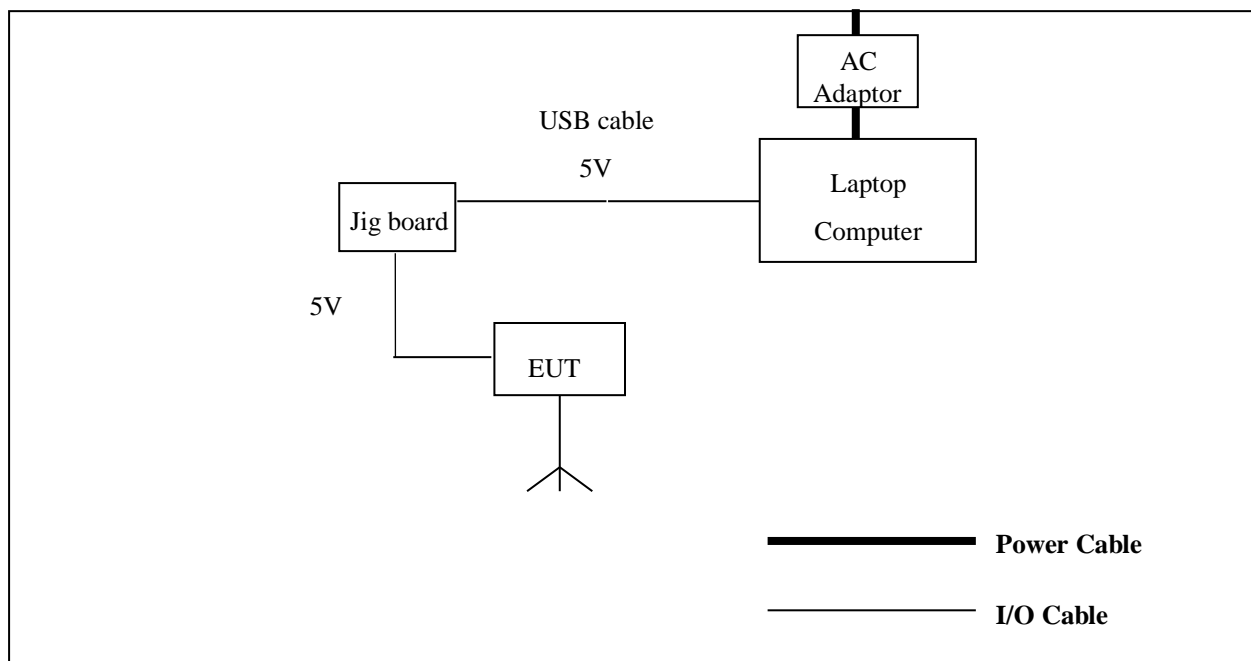 AC
Adaptor
USB cable
5V
Laptop
Computer
Jig board
5V
EUT
Power Cable
I/O Cable